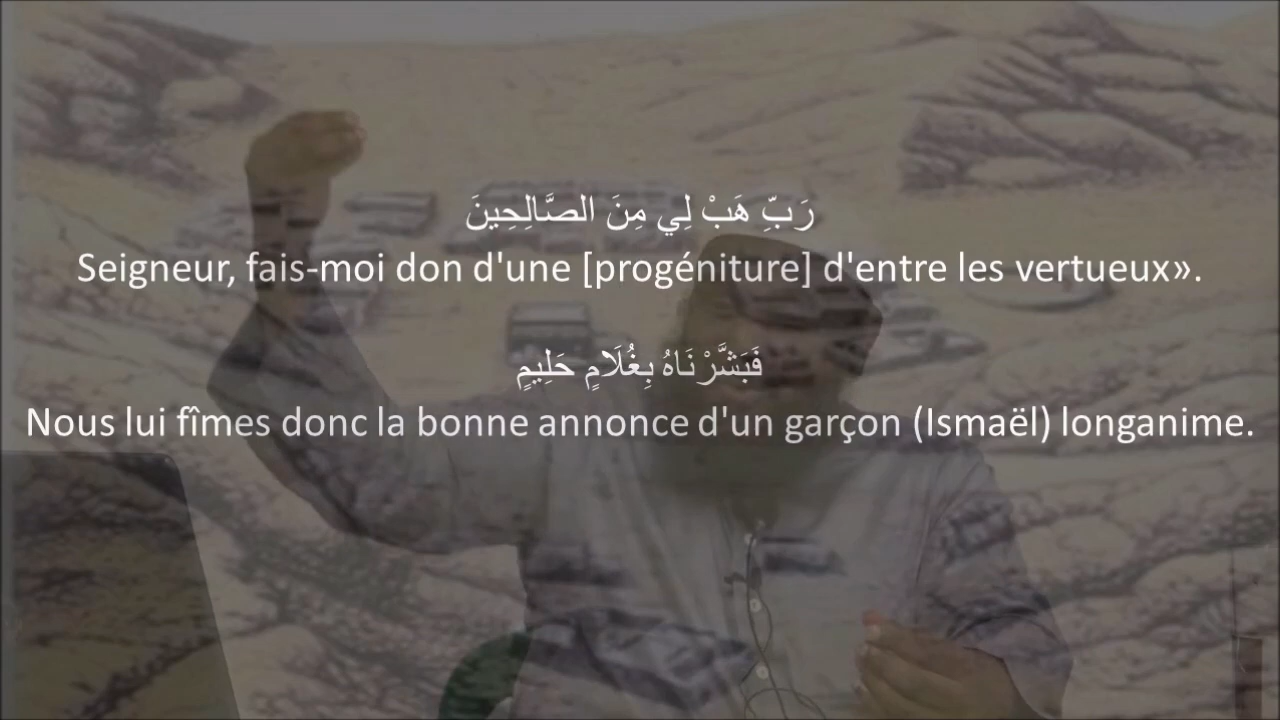 رَبِّ هَبْ لِي مِنَ الصَّالِحِينَ
Seigneur, fais-moi don d'une [progéniture] d'entre les vertueux».
فَبَشَّرْنَاهُ بِغُلَامٍ حَلِيمٍ
Nous lui fîmes donc la bonne annonce d'un garçon (Ismaël) longanime.